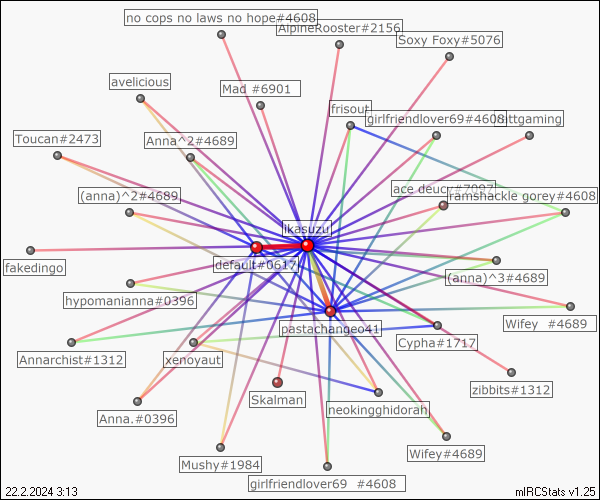 no cops no laws no hope#4608
AlpineRooster#2156
Soxy Foxy#5076
avelicious
Mad #6901
frisout
girlfriendlover69#4608
Toucan#2473
Anna^2#4689
ace deucy#7097
(anna)^2#4689
ramshackle gorey#4608
ikasuzu
fakedingo
default#0617
(anna)^3#4689
hypomanianna#0396
pastachangeo41
Wifey #4689
Annarchist#1312
xenoyaut
Cypha#1717
Skalman
neokingghidorah
zibbits#1312
Anna.#0396
Mushy#1984
Wifey#4689
girlfriendlover69 #4608
22.2.2024 3:13
mIRCStats v1.25